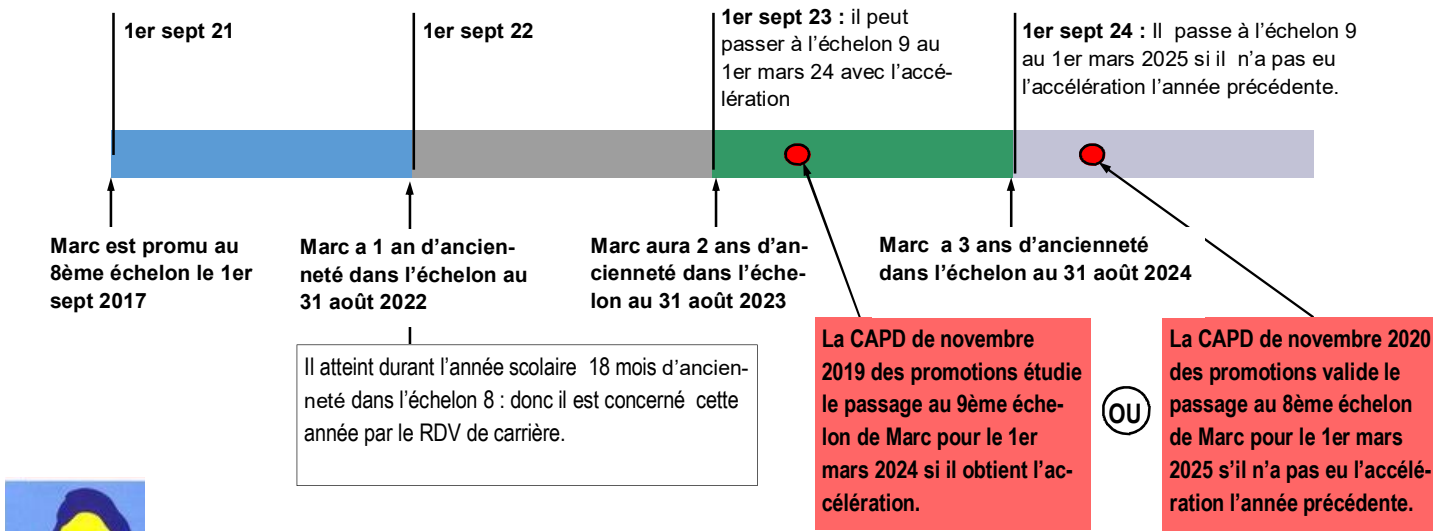 1er sept 21
1er sept 22
1er sept 23 : il peut
passer à l'échelon 9 au
1er mars 24 avec l'accé-
lération
1er sept 24 : Il passe à l'échelon 9
au 1er mars 2025 si il n'a pas eu
l'accélération l'année précédente.
Marc est promu au
8ème échelon le 1er
sept 2017
Marc a 1 an d'ancien-
neté dans l'échelon au
31 août 2022
Marc aura 2 ans d'an-
cienneté dans l'éche-
lon au 31 août 2023
Marc a 3 ans d'ancienneté
dans l'échelon au 31 août 2024
Il atteint durant l'année scolaire 18 mois d'ancien-
neté dans l'échelon 8 : donc il est concerné cette
année par le RDV de carrière.
La CAPD de novembre
2019 des promotions étudie
le passage au 9ème éche-
lon de Marc pour le 1er
mars 2024 si il obtient l'ac-
célération.
OU
La CAPD de novembre 2020
des promotions valide le
passage au 8ème échelon
de Marc pour le 1er mars
2025 s'il n'a pas eu l'accélé-
ration l'année précédente.